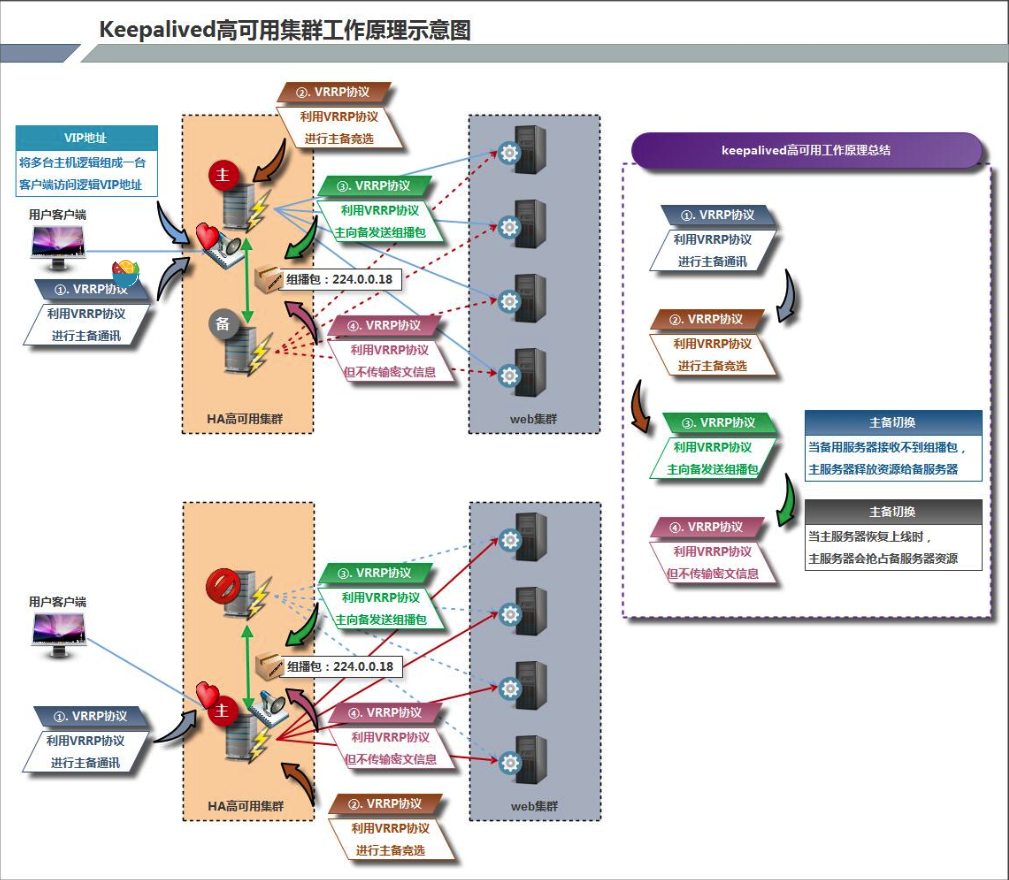 Keepalived高可用集群工作原理示意图
②. VRRP协议
利用VRRP协议
进行主备竞选
VIP地址
将多台主机逻辑组成一台
客户端访问逻辑VIP地址
主
③. VRRP协议
利用VRRP协议
主向备发送组播包
用户客户端
组播包：224.0.0.18
①. VRRP协议
利用VRRP协议
进行主备通讯
备
④. VRRP协议
利用VRRP协议
但不传输密文信息
HA高可用集群
web集群
keepalived高可用工作原理总结
①. VRRP协议
利用VRRP协议
进行主备通讯
②. VRRP协议
利用VRRP协议
进行主备竞选
③. VRRP协议
利用VRRP协议
主向备发送组播包
主备切换
当备用服务器接收不到组播包，
主服务器释放资源给备服务器
④. VRRP协议
利用VRRP协议
但不传输密文信息
主备切换
当主服务器恢复上线时，
主服务器会抢占备服务器资源
③. VRRP协议
利用VRRP协议
主向备发送组播包
用户客户端
组播包：224.0.0.18
主
①. VRRP协议
利用VRRP协议
进行主备通讯
④. VRRP协议
利用VRRP协议
但不传输密文信息
HA高可用集群
web集群
②. VRRP协议
利用VRRP协议
进行主备竞选